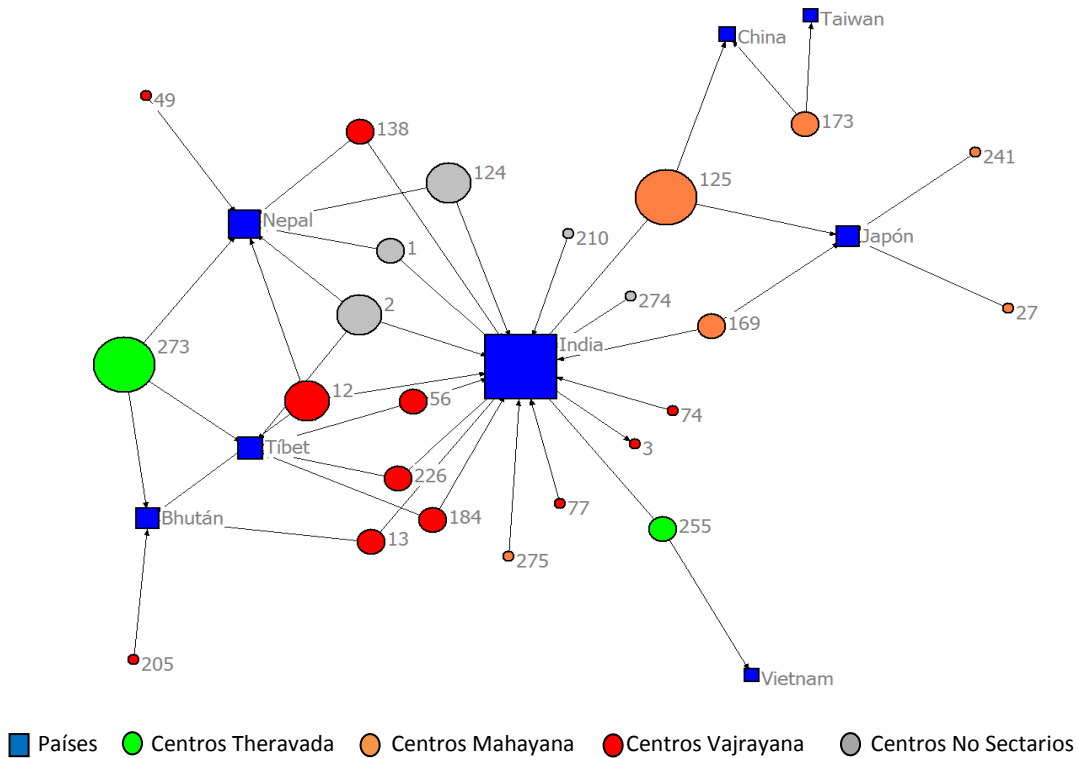 Taiwan
China
49
138
173
124
241
125
Nepal
210
Japón
1
274
2
27
169
India
273
12
56
74
Tíbet
3
226
77
Bhután
184
255
13
275
205
Vietnam
Países Centros Theravada Centros Mahayana Centros Vajrayana Centros No Sectarios